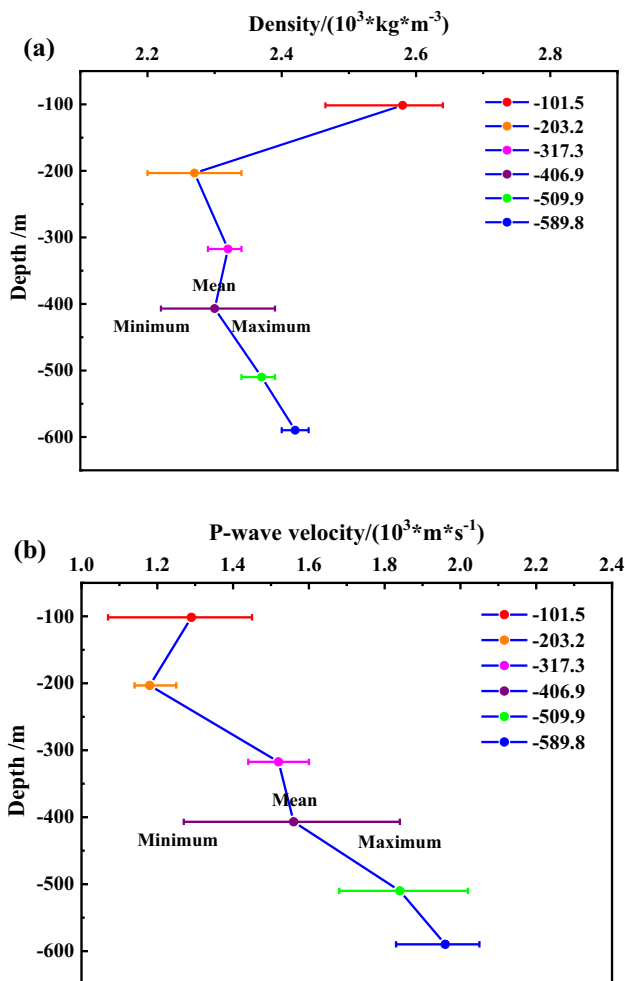 Density/(10³*kg*m⁻³)
(a)
2.2 2.4 2.6 2.8
-100
-200
-300
-400
-500
-600
Depth /m
-101.5
-203.2
-317.3
-406.9
-509.9
-589.8
Mean
Minimum Maximum
P-wave velocity/(10³*m*s⁻¹)
(b)
1.0 1.2 1.4 1.6 1.8 2.0 2.2 2.4
-100
-200
-300
-400
-500
-600
Depth /m
-101.5
-203.2
-317.3
-406.9
-509.9
-589.8
Mean
Minimum Maximum